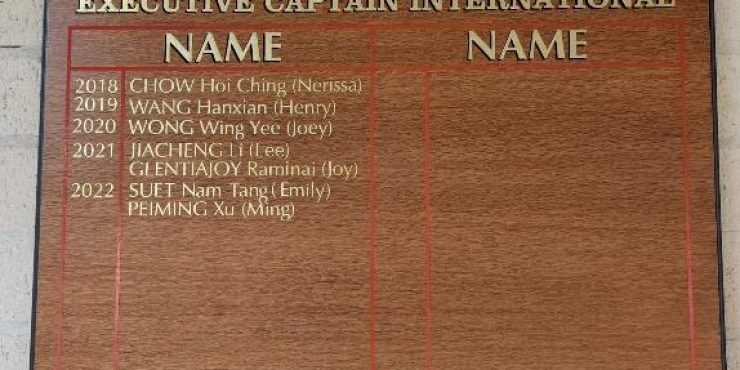 EXECUTIVE CAPTAIN INTERNATIONAL
NAME NAME
2018 CHOW Hoi Ching (Nerissa)
2019 WANG Hanxian (Henry)
2020 WONG Wing Yee (Joey)
2021 JIACHENG Li (Lee)
GLENTIAJOY Raminai (Joy)
2022 SUET Nam Tang (Emily)
PEIMING Xu (Ming)